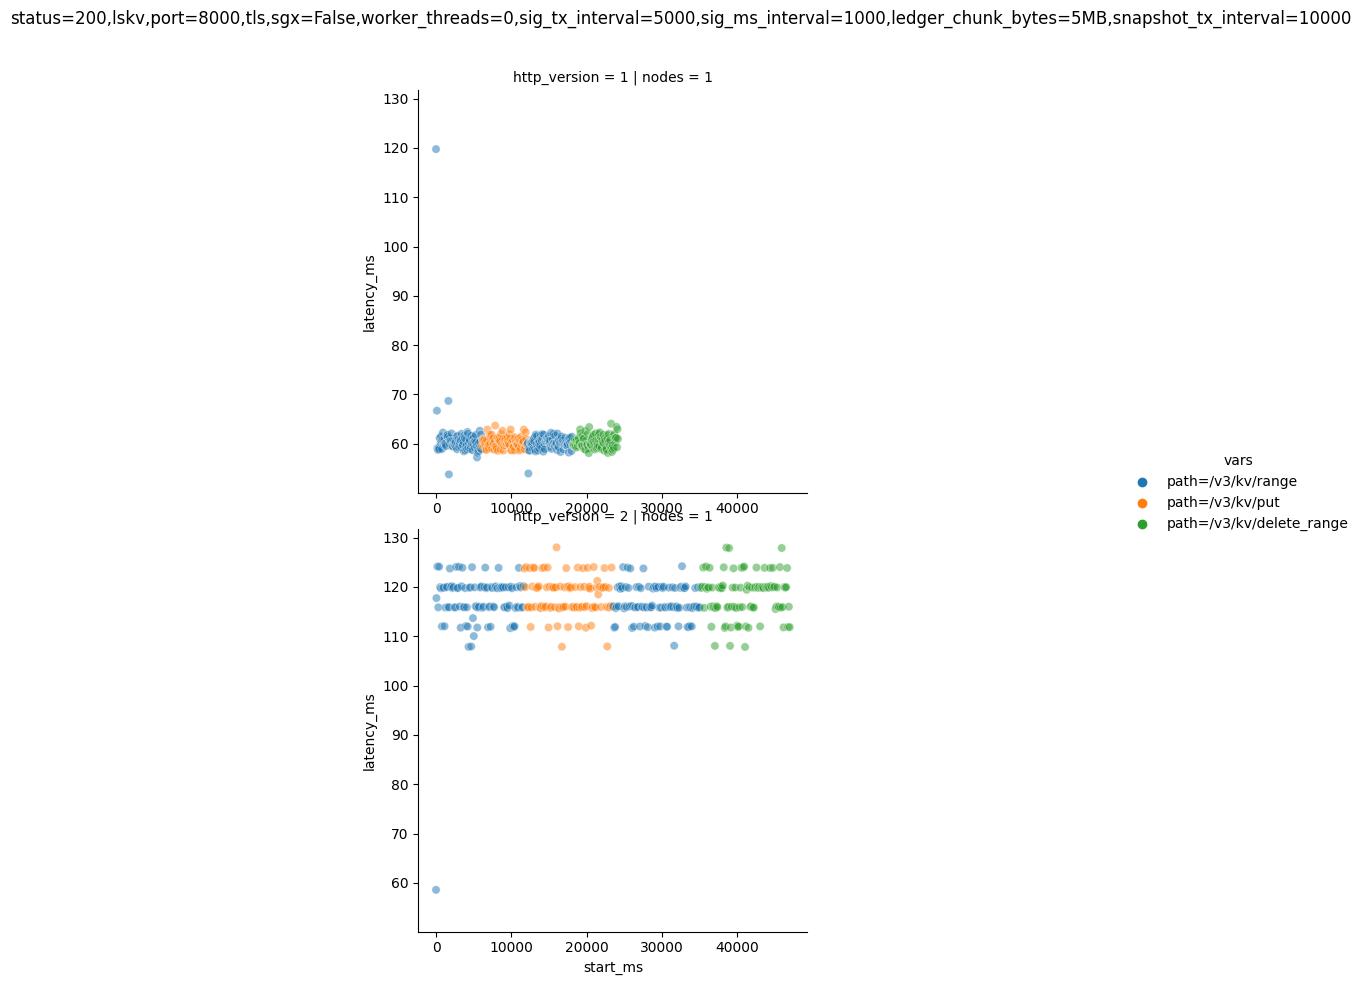 status=200,lskv,port=8000,tls,sgx=False,worker_threads=0,sig_tx_interval=5000,sig_ms_interval=1000,ledger_chunk_bytes=5MB,snapshot_tx_interval=10000
http_version = 1 | nodes = 1
130
120
110
100
90
80
70
60
latency_ms
0 10000 20000 30000 40000
http_version = 2 | nodes = 1
130
120
110
100
90
80
70
60
latency_ms
0 10000 20000 30000 40000
start_ms
vars
path=/v3/kv/range
path=/v3/kv/put
path=/v3/kv/delete_range